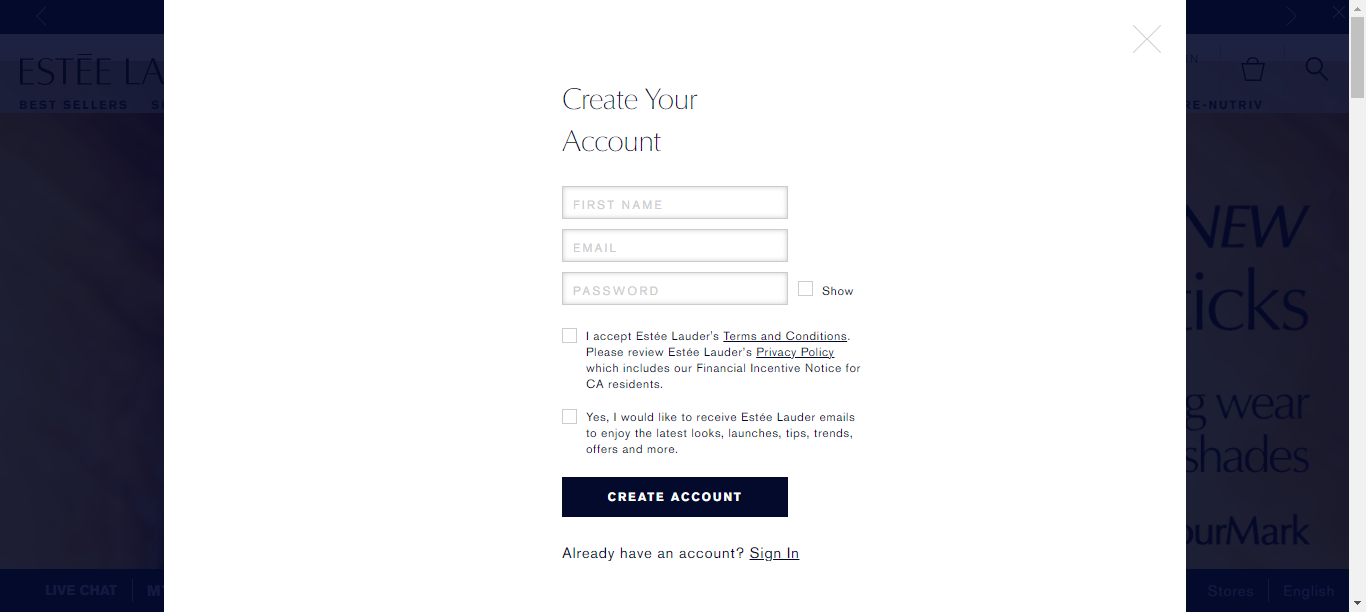 ESTĒE LA
BEST SELLERS
RE-NUTRIV
Create Your
Account
FIRST NAME
EMAIL
PASSWORD
Show
I accept Estée Lauder's Terms and Conditions.
Please review Estée Lauder's Privacy Policy
which includes our Financial Incentive Notice for
CA residents.
Yes, I would like to receive Estée Lauder emails
to enjoy the latest looks, launches, tips, trends,
offers and more.
CREATE ACCOUNT
Already have an account? Sign In
NEW
ticks
g wear
shades
ourMark
LIVE CHAT
Stores
English